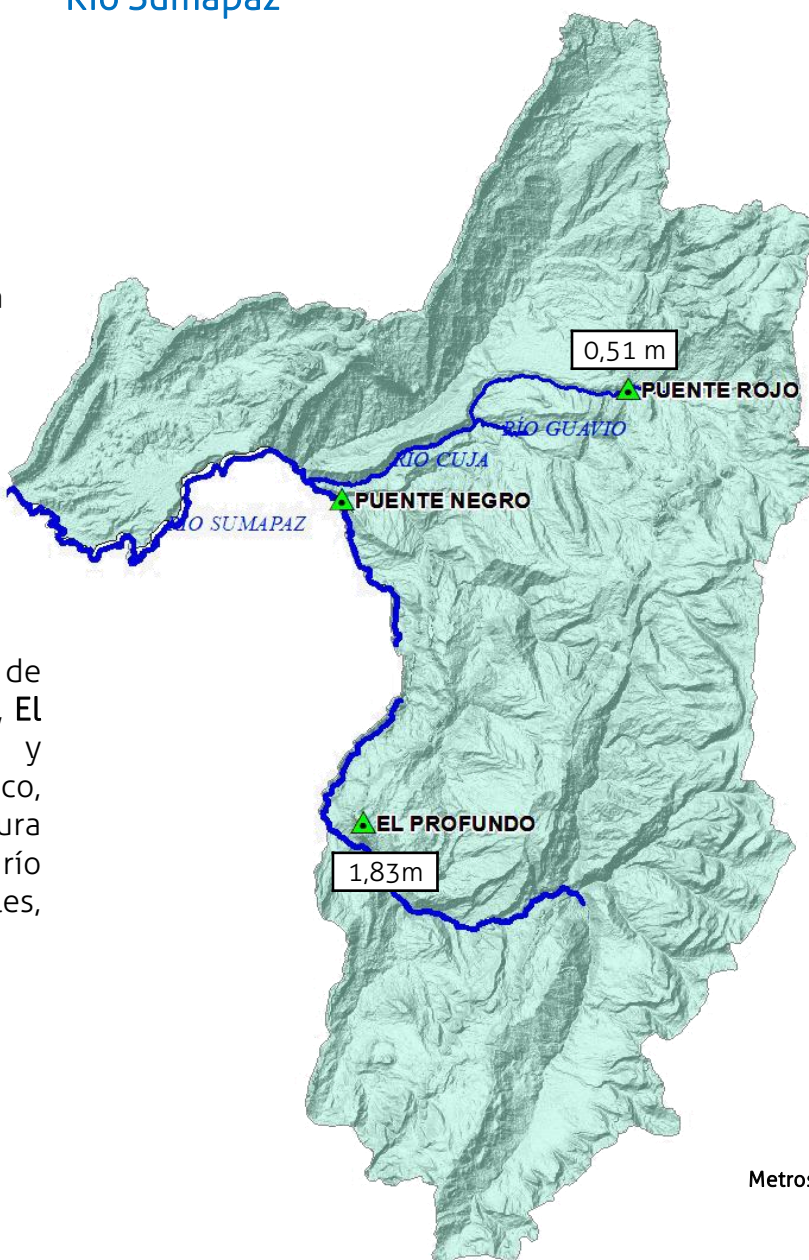 Río Sumapaz
0,51 m
PUENTE ROJO
RÍO GUAVIO
RÍO CUJA
PUENTE NEGRO
RÍO SUMAPAZ
de
, El
y
co,
ura
río
les,
EL PROFUNDO
1,83m
Metros